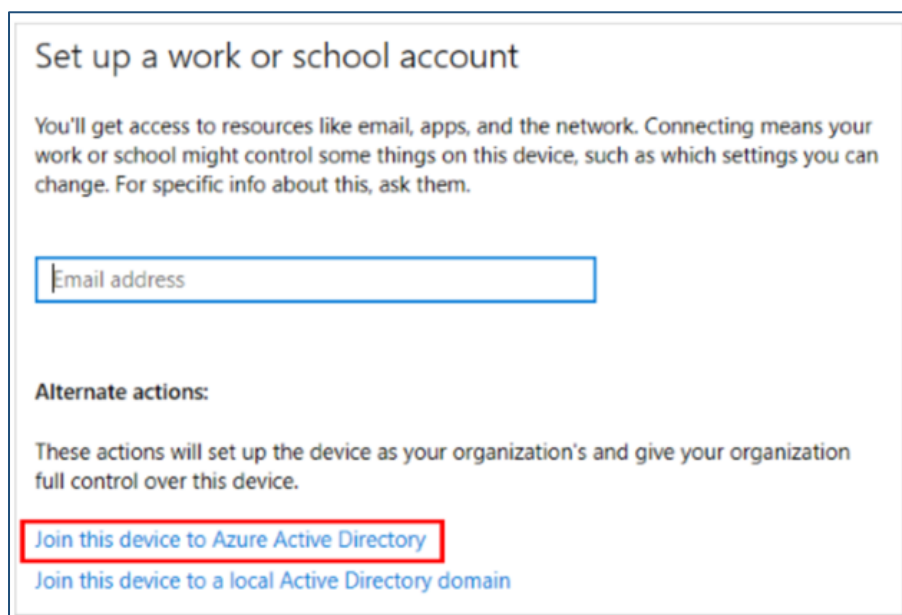 Set up a work or school account
You'll get access to resources like email, apps, and the network. Connecting means your
work or school might control some things on this device, such as which settings you can
change. For specific info about this, ask them.
Email address
Alternate actions:
These actions will set up the device as your organization's and give your organization
full control over this device.
Join this device to Azure Active Directory
Join this device to a local Active Directory domain